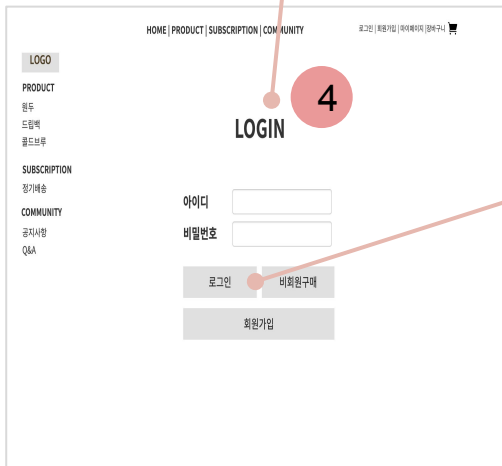 HOME | PRODUCT | SUBSCRIPTION | COMMUNITY
로그인 | 회원가입 | 마이페이지 |장바구니
LOGO
PRODUCT
원두
드립백
콜드브루
SUBSCRIPTION
정기배송
COMMUNITY
공지사항
Q&A
4
LOGIN
아이디
비밀번호
로그인
비회원구매
회원가입